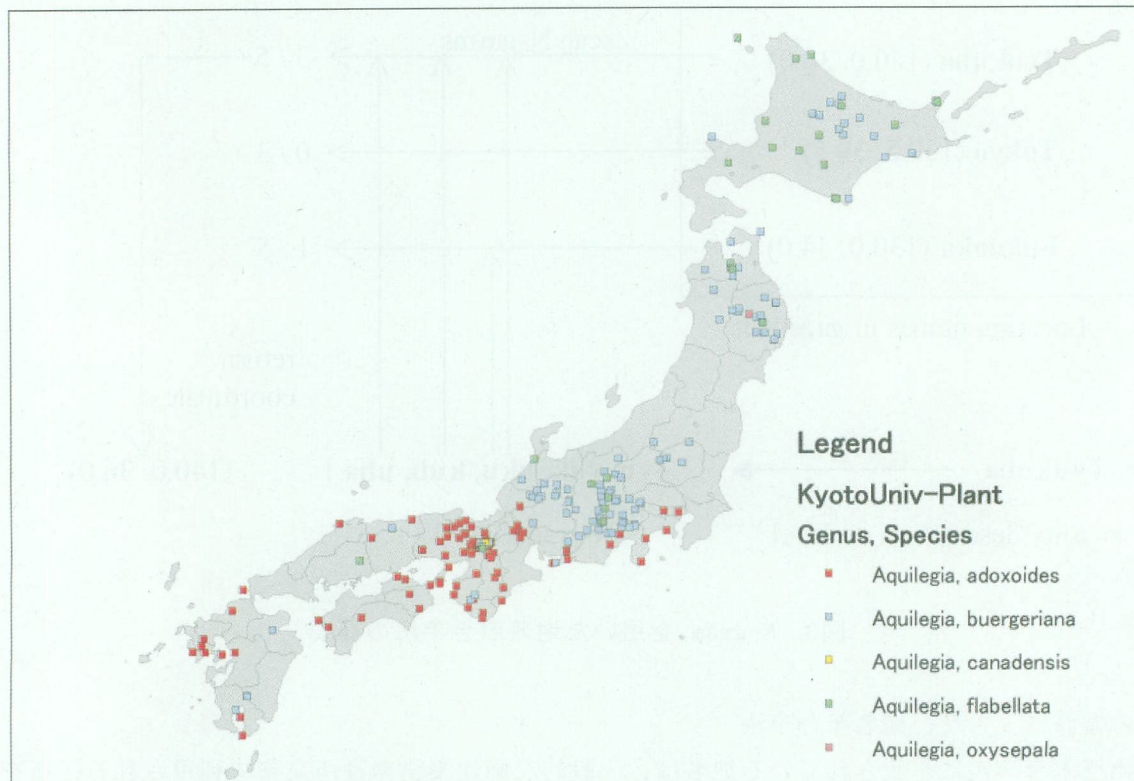 Legend
KyotoUniv-Plant
Genus, Species
Aquilegia, adoxoides
Aquilegia, buergeriana
Aquilegia, canadensis
Aquilegia, flabellata
Aquilegia, oxysepala